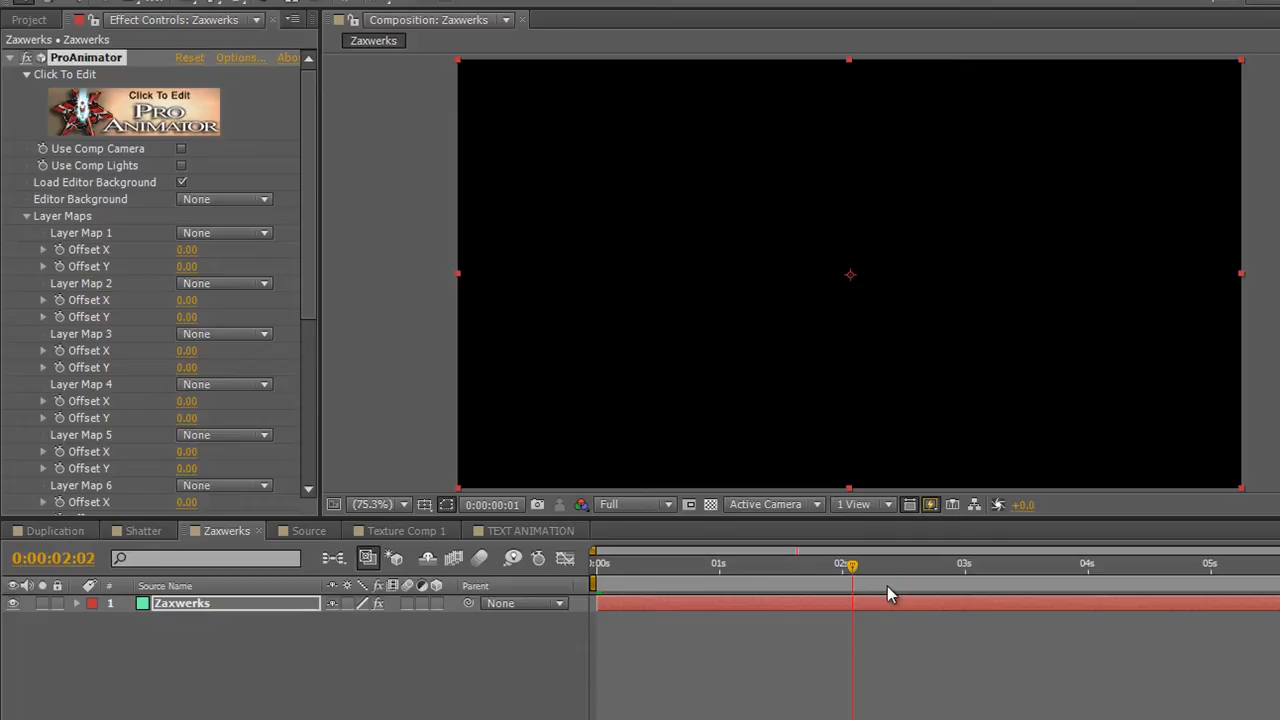 Project
Effect Controls: Zaxwerks
Composition: Zaxwerks
Zaxwerks • Zaxwerks
Zaxwerks
fx ProAnimator Reset Options... Abo
Click To Edit
Click To Edit
PRO
ANIMATOR
Use Comp Camera
Use Comp Lights
Load Editor Background
Editor Background None
Layer Maps
Layer Map 1 None
Offset X 0.00
Offset Y 0.00
Layer Map 2 None
Offset X 0.00
Offset Y 0.00
Layer Map 3 None
Offset X 0.00
Offset Y 0.00
Layer Map 4 None
Offset X 0.00
Offset Y 0.00
Layer Map 5 None
Offset X 0.00
Offset Y 0.00
Layer Map 6 None
Offset X 0.00
(75.3%) 0:00:00:01 Full Active Camera 1 View +0.0
Duplication Shatter Zaxwerks Source Texture Comp 1 TEXT ANIMATION
0:00:02:02
:00s 01s 02s 03s 04s 05s
# Source Name fx Parent
1 Zaxwerks fx None